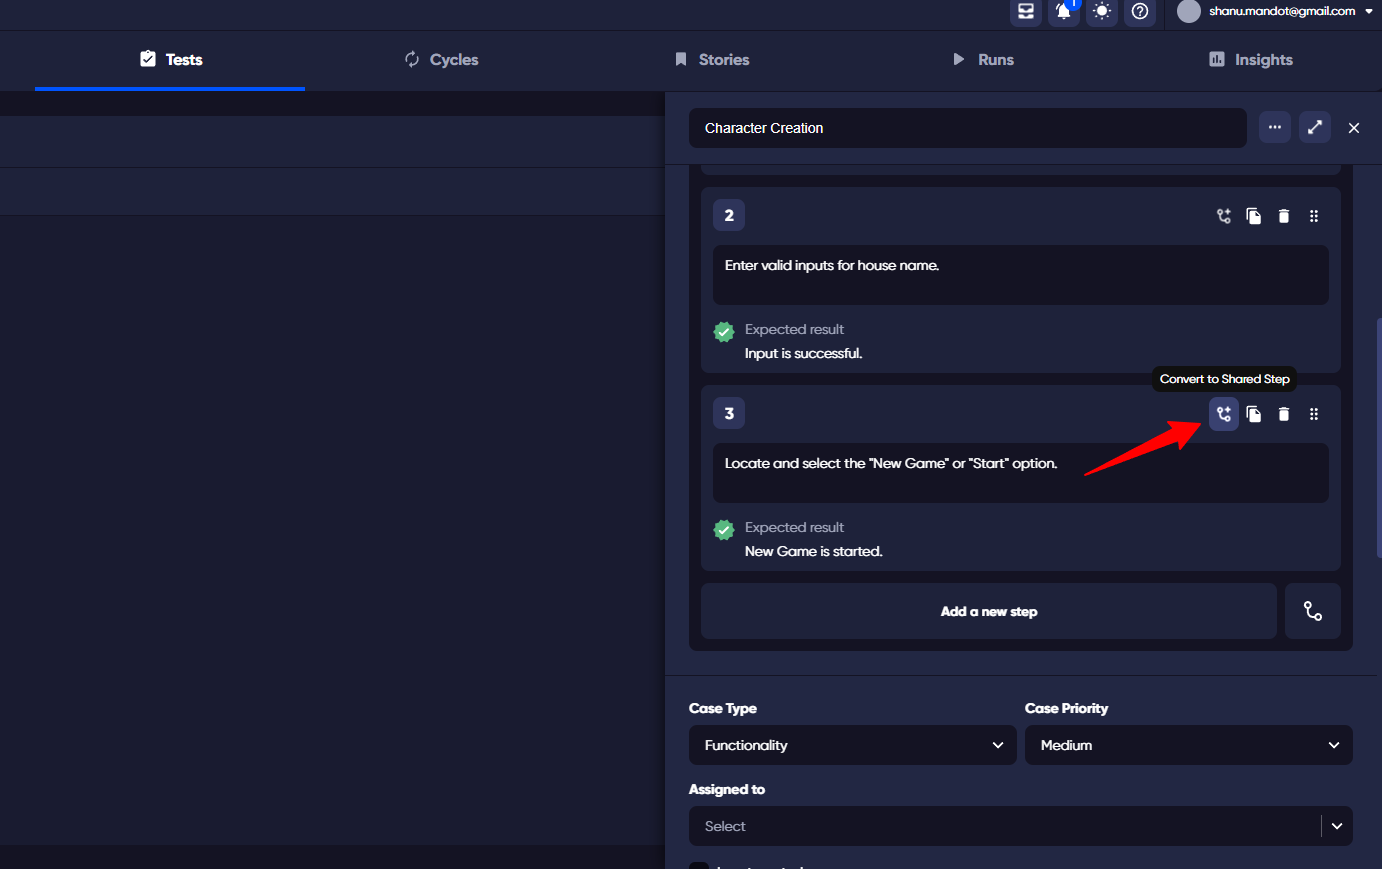 1
shanu.mandot@gmail.com
Tests
Cycles
Stories
Runs
Insights
Character Creation
2
Enter valid inputs for house name.
Expected result
Input is successful.
Convert to Shared Step
3
Locate and select the "New Game" or "Start" option.
Expected result
New Game is started.
Add a new step
Case Type
Case Priority
Functionality
Medium
Assigned to
Select